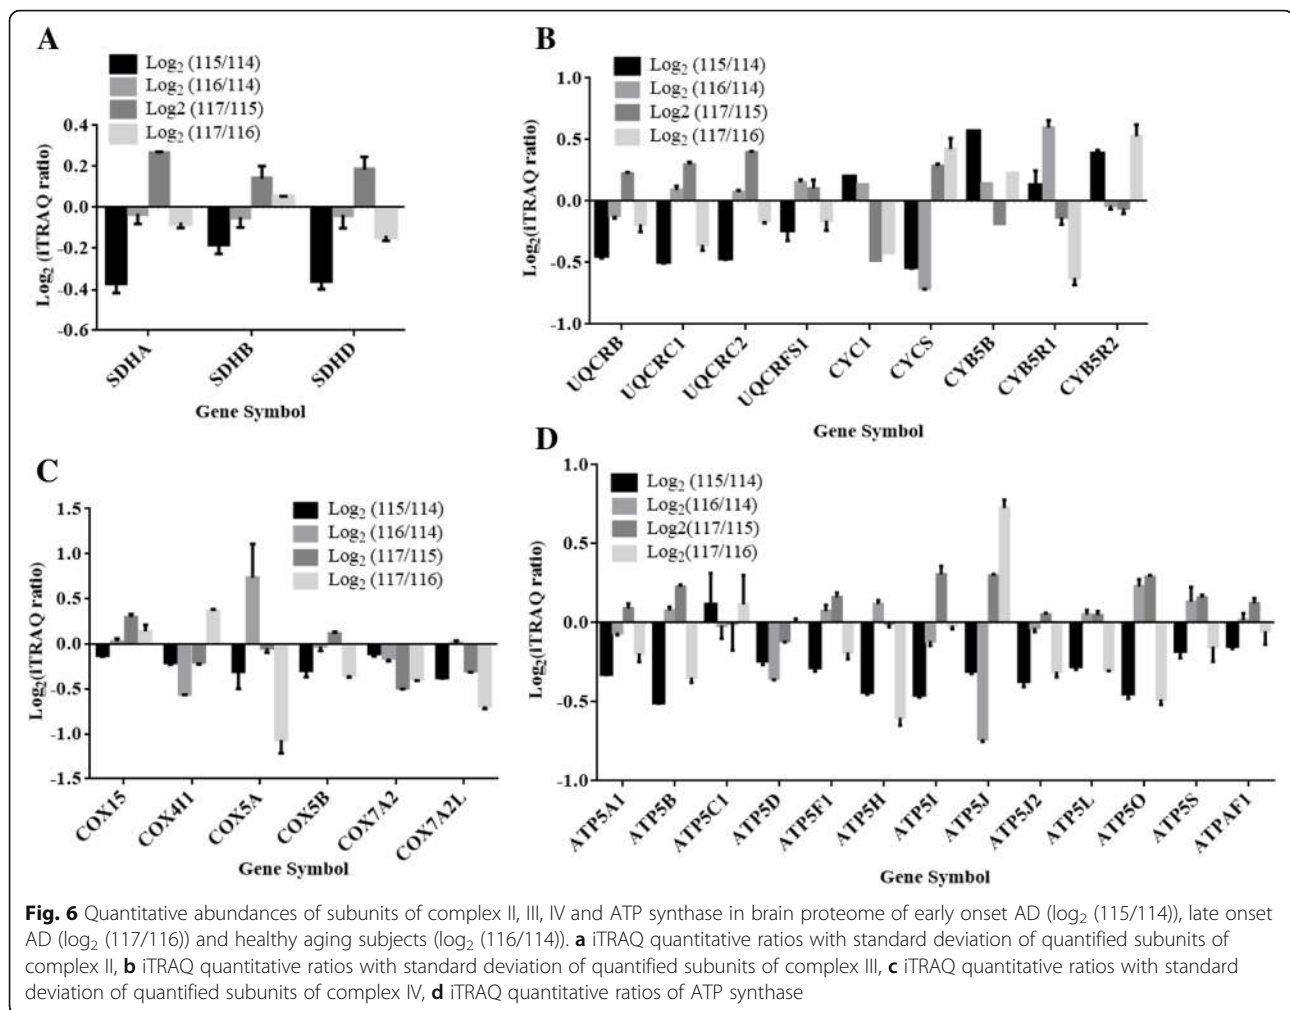 A
Log2 (115/114)
Log2 (116/114)
Log2 (117/115)
Log2 (117/116)
0.4
0.2
0.0
-0.2
-0.4
-0.6
Log2 (iTRAQ ratio)
SDHA
SDHB
SDHD
Gene Symbol
B
Log2 (115/114)
Log2 (116/114)
Log2 (117/115)
Log2 (117/116)
1.0
0.5
0.0
-0.5
-1.0
Log2(iTRAQ ratio)
UQCRB
UQCRC1
UQCRC2
UQCRFS1
CYC1
CYCS
CYB5B
CYB5R1
CYB5R2
Gene Symbol
C
Log2 (115/114)
Log2 (116/114)
Log2 (117/115)
Log2 (117/116)
1.5
1.0
0.5
0.0
-0.5
-1.0
-1.5
Log2(iTRAQ ratio)
COX15
COX4I1
COX5A
COX5B
COX7A2
COX7A2L
Gene Symbol
D
Log2 (115/114)
Log2(116/114)
Log2(117/115)
Log2(117/116)
1.0
0.5
0.0
-0.5
-1.0
Log2(iTRAQ ratio)
ATP5A1
ATP5B
ATP5C1
ATP5D
ATP5F1
ATP5H
ATP5I
ATP5J
ATP5J2
ATP5L
ATP5O
ATP5S
ATPAF1
Gene Symbol
Fig. 6 Quantitative abundances of subunits of complex II, III, IV and ATP synthase in brain proteome of early onset AD (log2 (115/114)), late onset
AD (log2 (117/116)) and healthy aging subjects (log2 (116/114)). a iTRAQ quantitative ratios with standard deviation of quantified subunits of
complex II, b iTRAQ quantitative ratios with standard deviation of quantified subunits of complex III, c iTRAQ quantitative ratios with standard
deviation of quantified subunits of complex IV, d iTRAQ quantitative ratios of ATP synthase